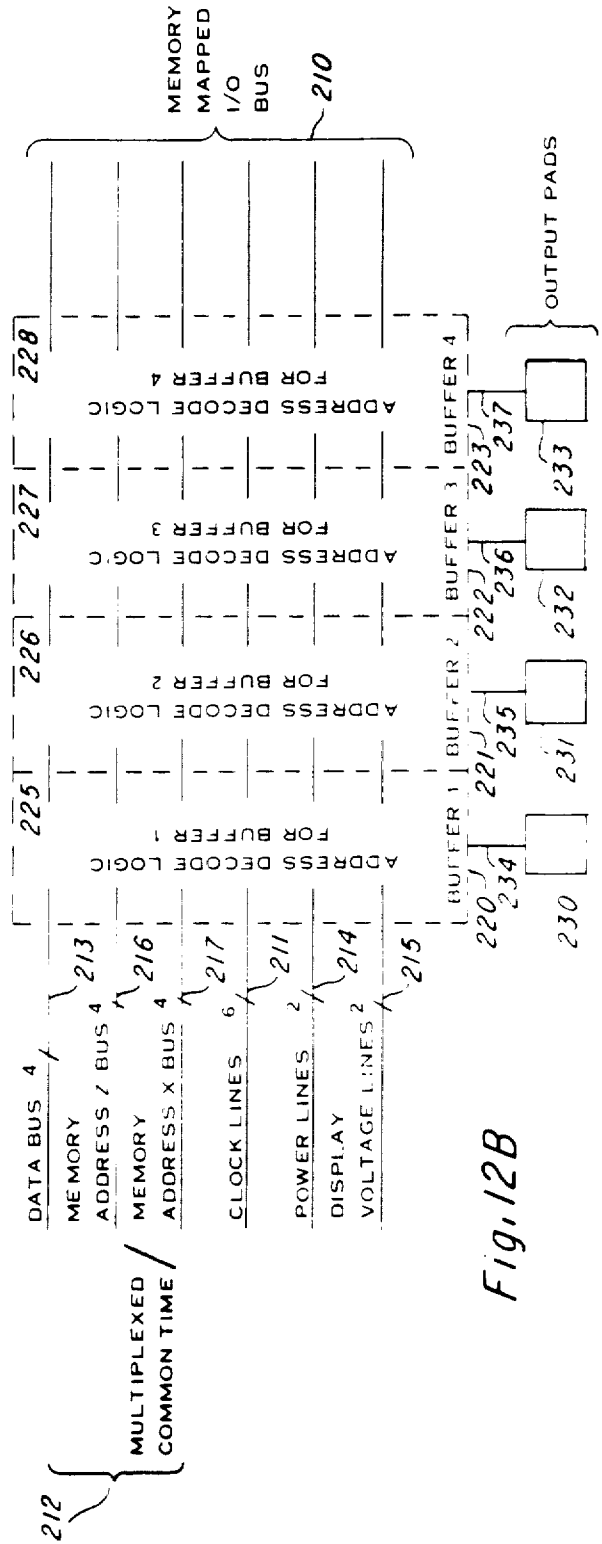 DATA BUS 4
213
MEMORY
ADDRESS / BUS 4
216
MEMORY
ADDRESS X BUS 4
217
CLOCK LINES 6
211
POWER LINES 2
214
DISPLAY
VOLTAGE LINES 2
215
212
MULTIPLEXED
COMMON TIME
225
226
227
228
ADDRESS DECODE LOGIC
FOR BUFFER 1
ADDRESS DECODE LOGIC
FOR BUFFER 2
ADDRESS DECODE LOGIC
FOR BUFFER 3
ADDRESS DECODE LOGIC
FOR BUFFER 4
MEMORY
MAPPED
I/O
BUS
210
BUFFER 1
BUFFER 2
BUFFER 3
BUFFER 4
220
221
222
223
234
235
236
237
230
231
232
233
OUTPUT PADS
Fig, 12B